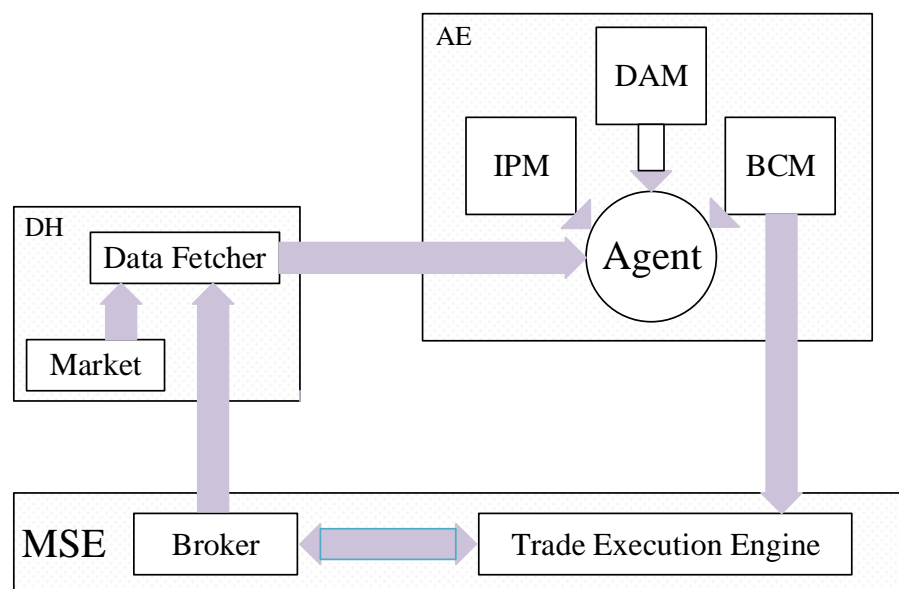 AE
DAM
IPM
BCM
DH
Data Fetcher
Agent
Market
MSE
Broker
Trade Execution Engine